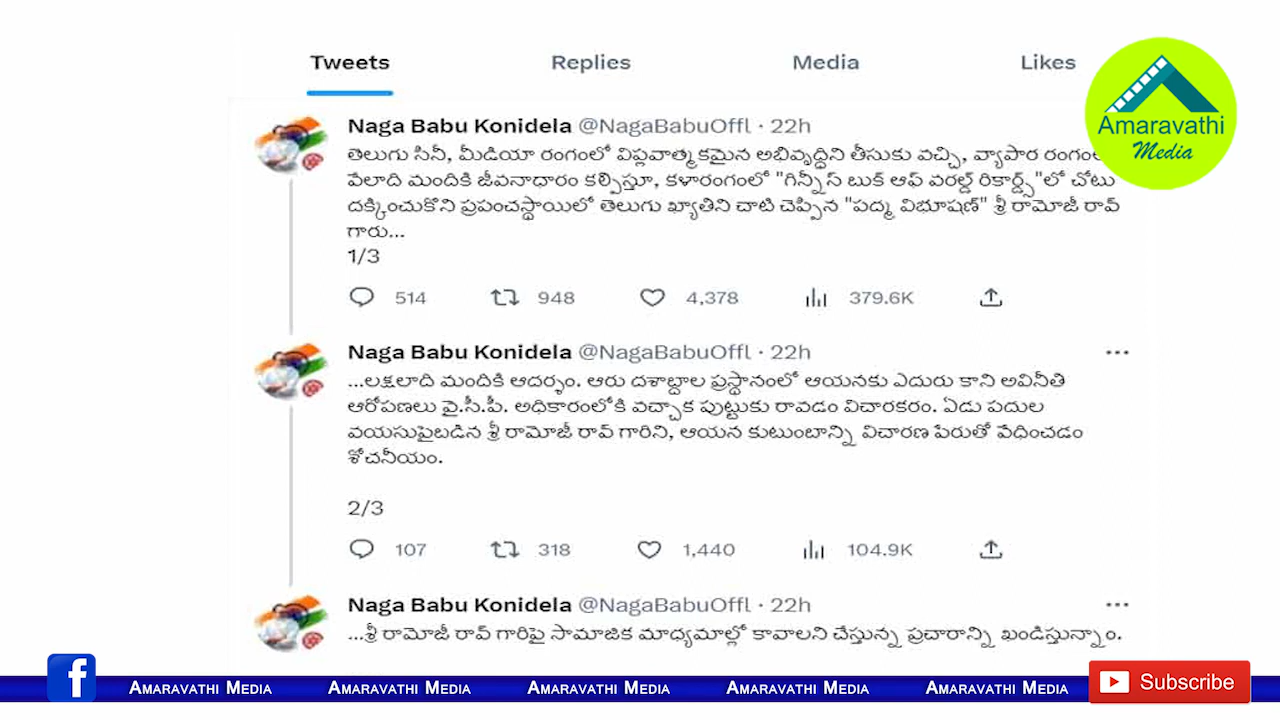 Tweets Replies Media Likes
Amaravathi
Media
Naga Babu Konidela @NagaBabuOffl · 22h
తెలుగు సినీ, మీడియా రంగంలో విప్లవాత్మకమైన అభివృద్ధిని తీసుకు వచ్చి, వ్యాపార
వేలాది మందికి జీవనాధారం కల్పిస్తూ, కళారంగంలో "గిన్నీస్ బుక్ ఆఫ్ వరల్డ్ రికార్డ్స్"లో చోటు
దక్కించుకొని ప్రపంచస్థాయిలో తెలుగు ఖ్యాతిని చాటి చెప్పిన "పద్మ విభూషణ్" శ్రీ రామోజీ రావ్
గారు...
1/3
514 948 4,378 379.6K
Naga Babu Konidela @NagaBabuOffl · 22h
...లక్షలాది మందికి ఆదర్శం. ఆరు దశాబ్దాల ప్రస్థానంలో ఆయనకు ఎదురు కాని అవినీతి
ఆరోపణలు వై.సీ.పీ. అధికారంలోకి వచ్చాక పుట్టుకు రావడం విచారకరం. ఏడు పదుల
వయసుపైబడిన శ్రీ రామోజీ రావ్ గారిని, ఆయన కుటుంబాన్ని విచారణ పేరుతో వేధించడం
శోచనీయం.
2/3
107 318 1,440 104.9K
Naga Babu Konidela @NagaBabuOffl · 22h
...శ్రీ రామోజీ రావ్ గారిపై సామాజిక మాధ్యమాల్లో కావాలని చేస్తున్న ప్రచారాన్ని ఖండిస్తున్నాం.
f Amaravathi Media Amaravathi Media Amaravathi Media Amaravathi Media Amaravathi Media Subscribe